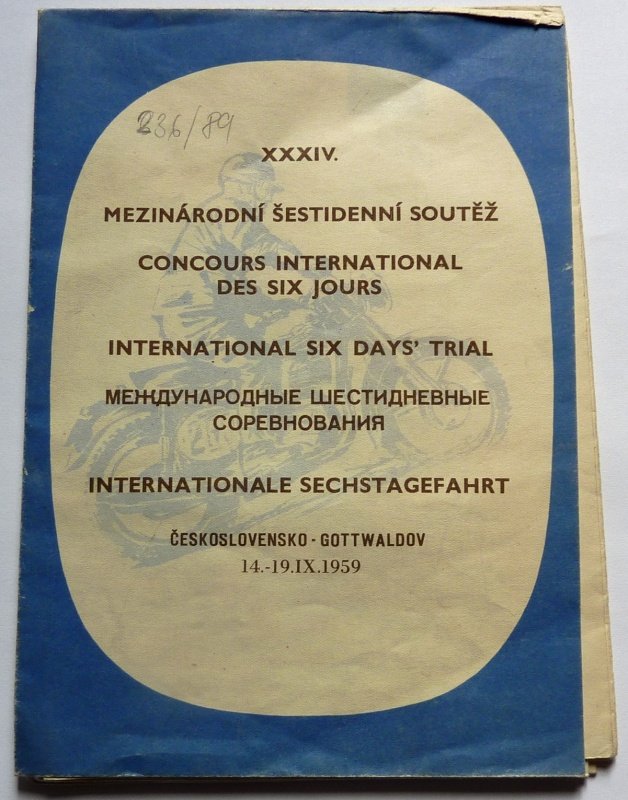 236/89
XXXIV.
MEZINÁRODNÍ ŠESTIDENNÍ SOUTĚŽ
CONCOURS INTERNATIONAL
DES SIX JOURS
INTERNATIONAL SIX DAYS' TRIAL
МЕЖДУНАРОДНЫЕ ШЕСТИДНЕВНЫЕ
СОРЕВНОВАНИЯ
INTERNATIONALE SECHSTAGEFAHRT
ČESKOSLOVENSKO - GOTTWALDOV
14.-19.IX.1959